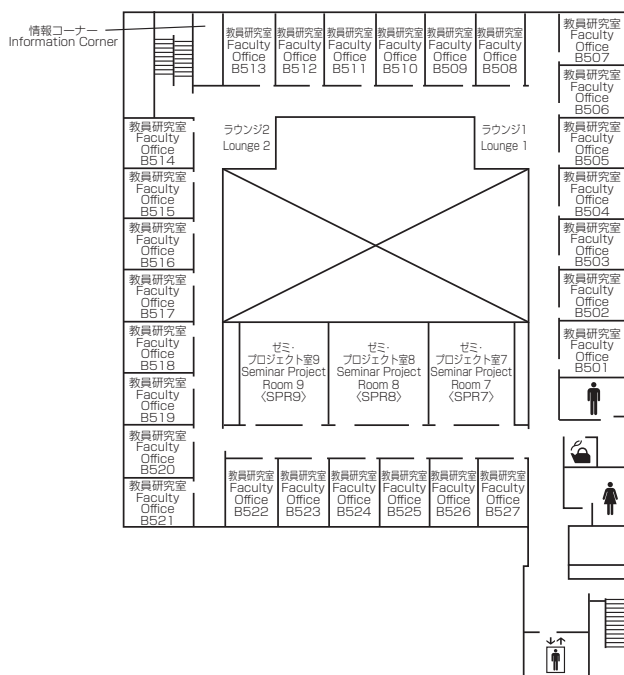 情報コーナー
Information Corner
教員研究室
Faculty
Office
B513
教員研究室
Faculty
Office
B512
教員研究室
Faculty
Office
B511
教員研究室
Faculty
Office
B510
教員研究室
Faculty
Office
B509
教員研究室
Faculty
Office
B508
教員研究室
Faculty
Office
B507
教員研究室
Faculty
Office
B506
教員研究室
Faculty
Office
B505
教員研究室
Faculty
Office
B504
教員研究室
Faculty
Office
B503
教員研究室
Faculty
Office
B502
教員研究室
Faculty
Office
B501
ラウンジ2
Lounge 2
ラウンジ1
Lounge 1
教員研究室
Faculty
Office
B514
教員研究室
Faculty
Office
B515
教員研究室
Faculty
Office
B516
教員研究室
Faculty
Office
B517
教員研究室
Faculty
Office
B518
教員研究室
Faculty
Office
B519
教員研究室
Faculty
Office
B520
教員研究室
Faculty
Office
B521
ゼミ・
プロジェクト室9
Seminar Project
Room 9
〈SPR9〉
ゼミ・
プロジェクト室8
Seminar Project
Room 8
〈SPR8〉
ゼミ・
プロジェクト室7
Seminar Project
Room 7
〈SPR7〉
教員研究室
Faculty
Office
B522
教員研究室
Faculty
Office
B523
教員研究室
Faculty
Office
B524
教員研究室
Faculty
Office
B525
教員研究室
Faculty
Office
B526
教員研究室
Faculty
Office
B527